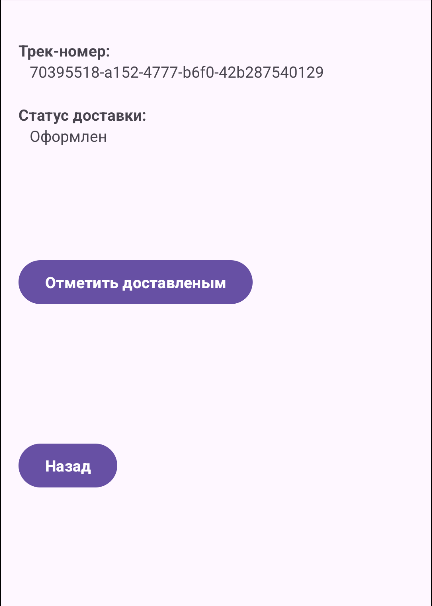 Трек-номер:
70395518-a152-4777-b6f0-42b287540129
Статус доставки:
Оформлен
Отметить доставленым
Назад